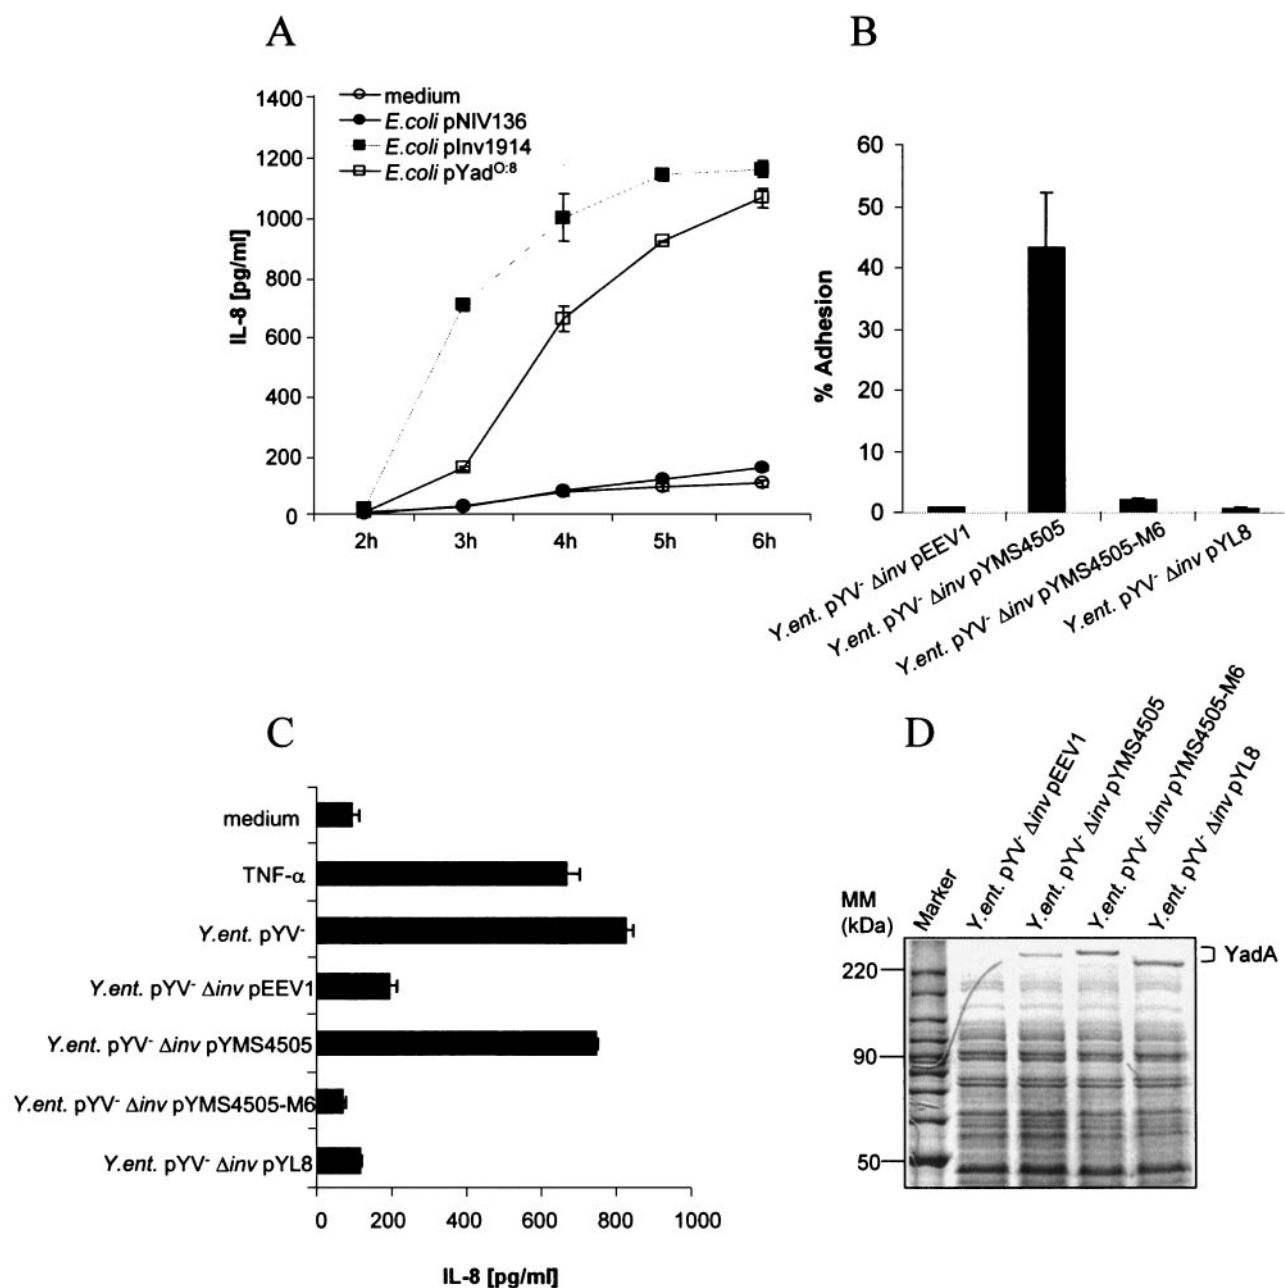 A
1400
1200
1000
800
600
400
200
0
IL-8 [pg/ml]
medium
E.coli pNIV136
E.coli pInv1914
E.coli pYad^O:8
2h 3h 4h 5h 6h
B
60
50
40
30
20
10
0
% Adhesion
Y.ent. pYV- Δinv pEEV1
Y.ent. pYV- Δinv pYMS4505
Y.ent. pYV- Δinv pYMS4505-M6
Y.ent. pYV- Δinv pYL8
C
medium
TNF-α
Y.ent. pYV-
Y.ent. pYV- Δinv pEEV1
Y.ent. pYV- Δinv pYMS4505
Y.ent. pYV- Δinv pYMS4505-M6
Y.ent. pYV- Δinv pYL8
0 200 400 600 800 1000
IL-8 [pg/ml]
D
MM
(kDa)
Marker
Y.ent. pYV- Δinv pEEV1
Y.ent. pYV- Δinv pYMS4505
Y.ent. pYV- Δinv pYMS4505-M6
Y.ent. pYV- Δinv pYL8
220
90
50
YadA